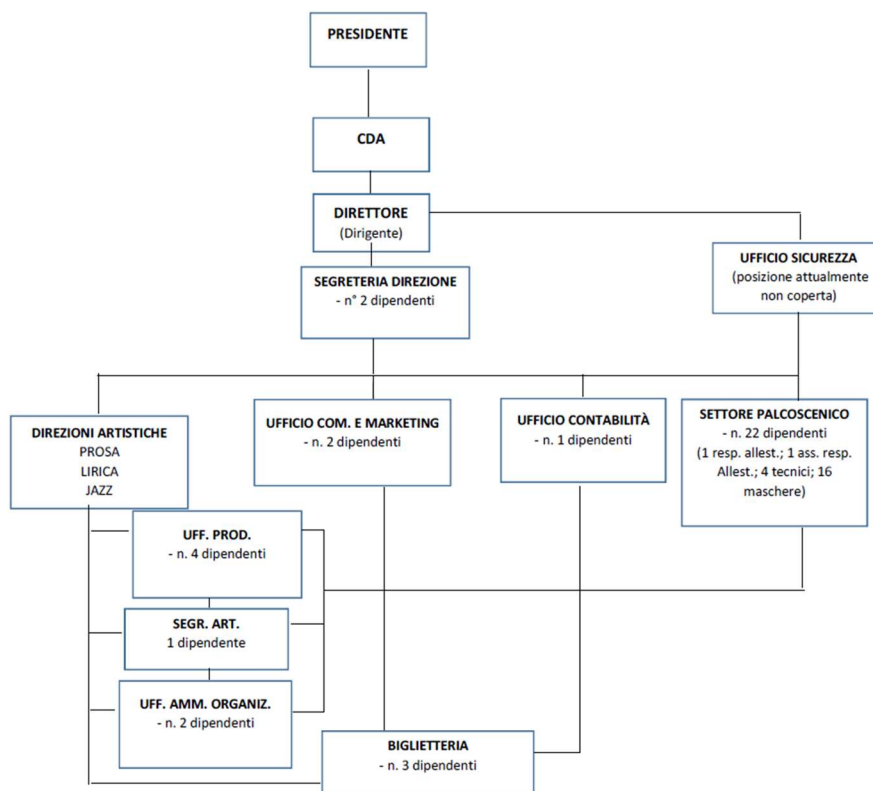 PRESIDENTE
CDA
DIRETTORE
(Dirigente)
UFFICIO SICUREZZA
(posizione attualmente
non coperta)
SEGRETERIA DIREZIONE
- n° 2 dipendenti
DIREZIONI ARTISTICHE
PROSA
LIRICA
JAZZ
UFFICIO COM. E MARKETING
- n. 2 dipendenti
UFFICIO CONTABILITÀ
- n. 1 dipendenti
SETTORE PALCOSCENICO
- n. 22 dipendenti
(1 resp. allest.; 1 ass. resp.
Allest.; 4 tecnici; 16
maschere)
UFF. PROD.
- n. 4 dipendenti
SEGR. ART.
1 dipendente
UFF. AMM. ORGANIZ.
- n. 2 dipendenti
BIGLIETTERIA
- n. 3 dipendenti